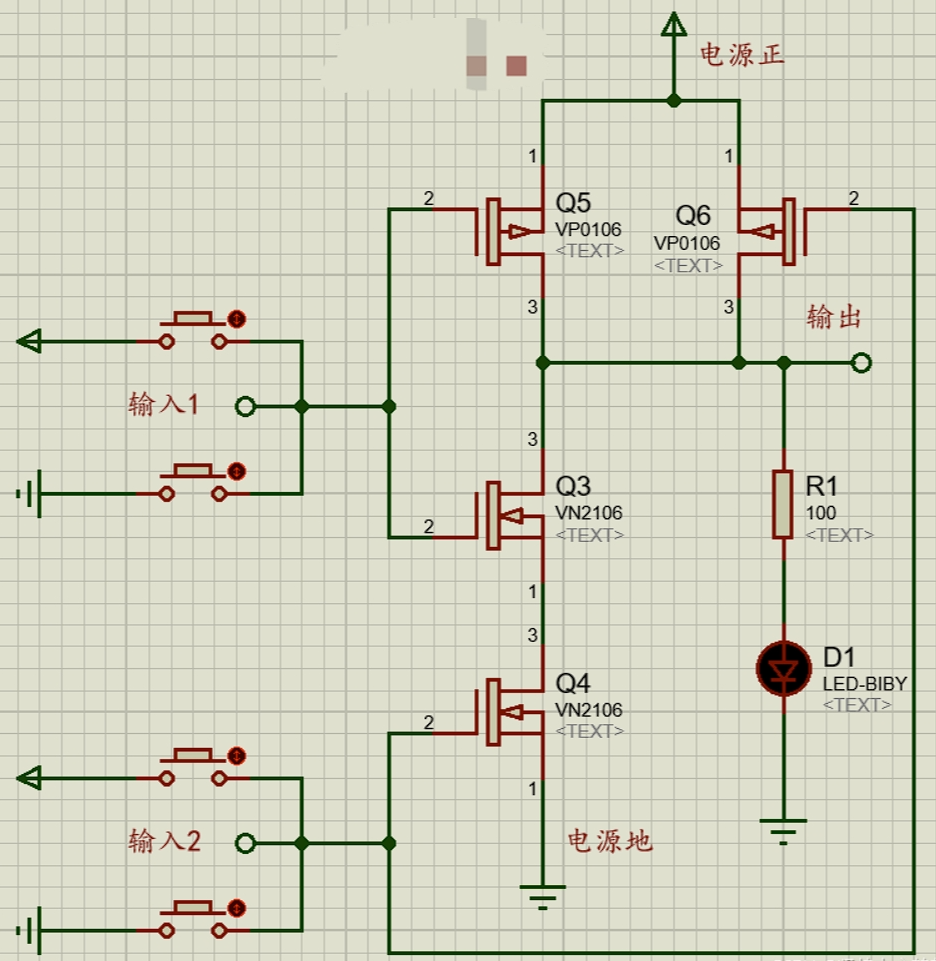 电源正
1
1
2
Q5
VP0106
<TEXT>
Q6
VP0106
<TEXT>
2
3
3
输出
输入1
3
2
Q3
VN2106
<TEXT>
R1
100
<TEXT>
1
3
2
Q4
VN2106
<TEXT>
D1
LED-BIBY
<TEXT>
1
输入2
电源地